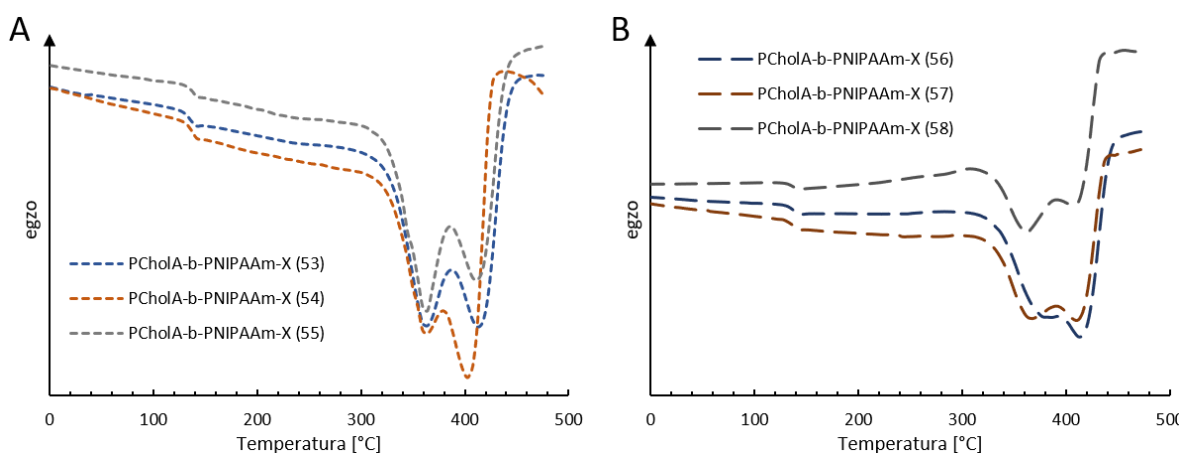 A
egzo
PCholA-b-PNIPAAm-X (53)
PCholA-b-PNIPAAm-X (54)
PCholA-b-PNIPAAm-X (55)
0 100 200 300 400 500
Temperatura [°C]
B
egzo
PCholA-b-PNIPAAm-X (56)
PCholA-b-PNIPAAm-X (57)
PCholA-b-PNIPAAm-X (58)
0 100 200 300 400 500
Temperatura [°C]